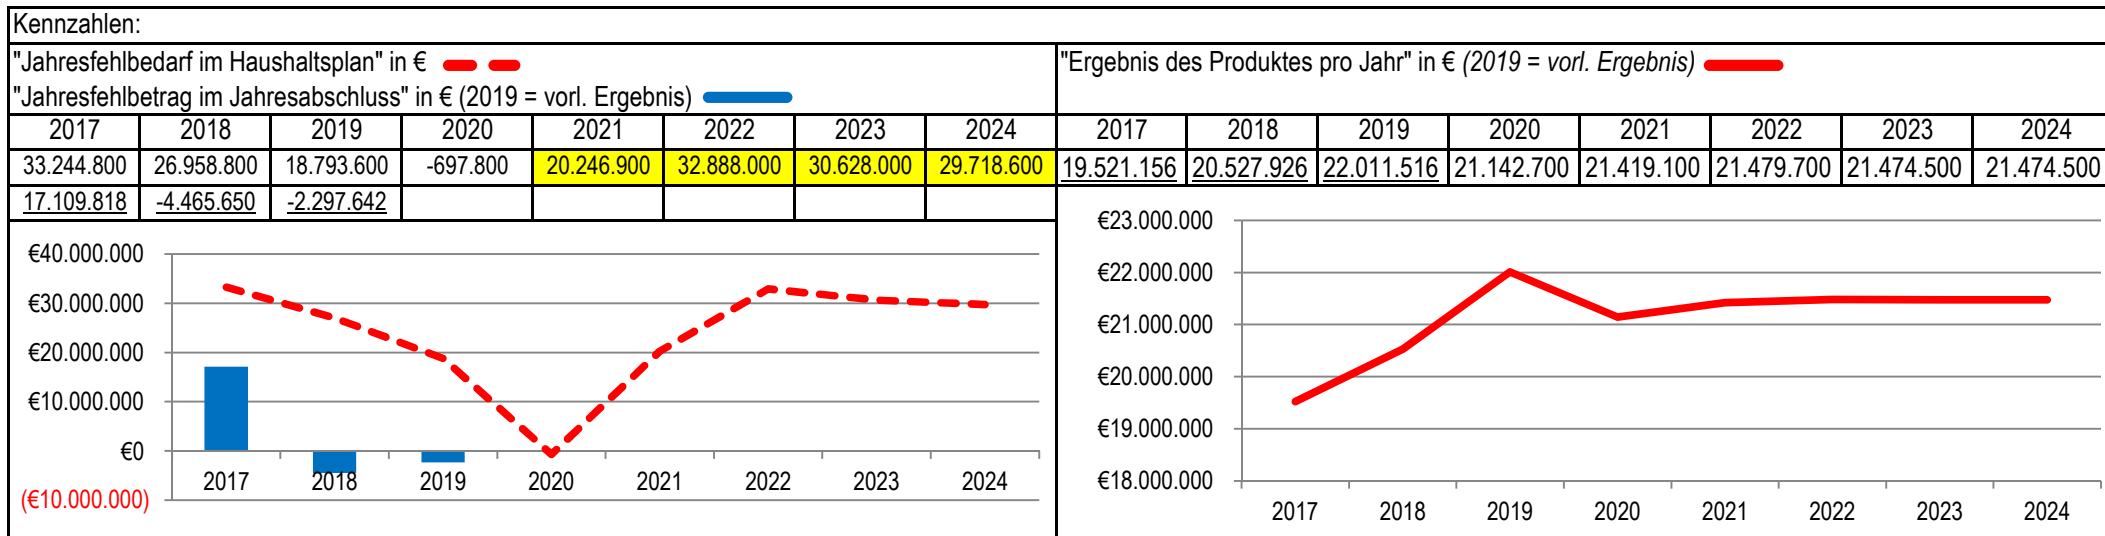 Kennzahlen:
"Jahresfehlbedarf im Haushaltsplan" in €
"Jahresfehlbetrag im Jahresabschluss" in € (2019 = vorl. Ergebnis)
2017 2018 2019 2020 2021 2022 2023 2024
33.244.800 26.958.800 18.793.600 -697.800 20.246.900 32.888.000 30.628.000 29.718.600
17.109.818 -4.465.650 -2.297.642
€40.000.000
€30.000.000
€20.000.000
€10.000.000
€0
(€10.000.000)
2017 2018 2019 2020 2021 2022 2023 2024
"Ergebnis des Produktes pro Jahr" in € (2019 = vorl. Ergebnis)
2017 2018 2019 2020 2021 2022 2023 2024
19.521.156 20.527.926 22.011.516 21.142.700 21.419.100 21.479.700 21.474.500 21.474.500
€23.000.000
€22.000.000
€21.000.000
€20.000.000
€19.000.000
€18.000.000
2017 2018 2019 2020 2021 2022 2023 2024